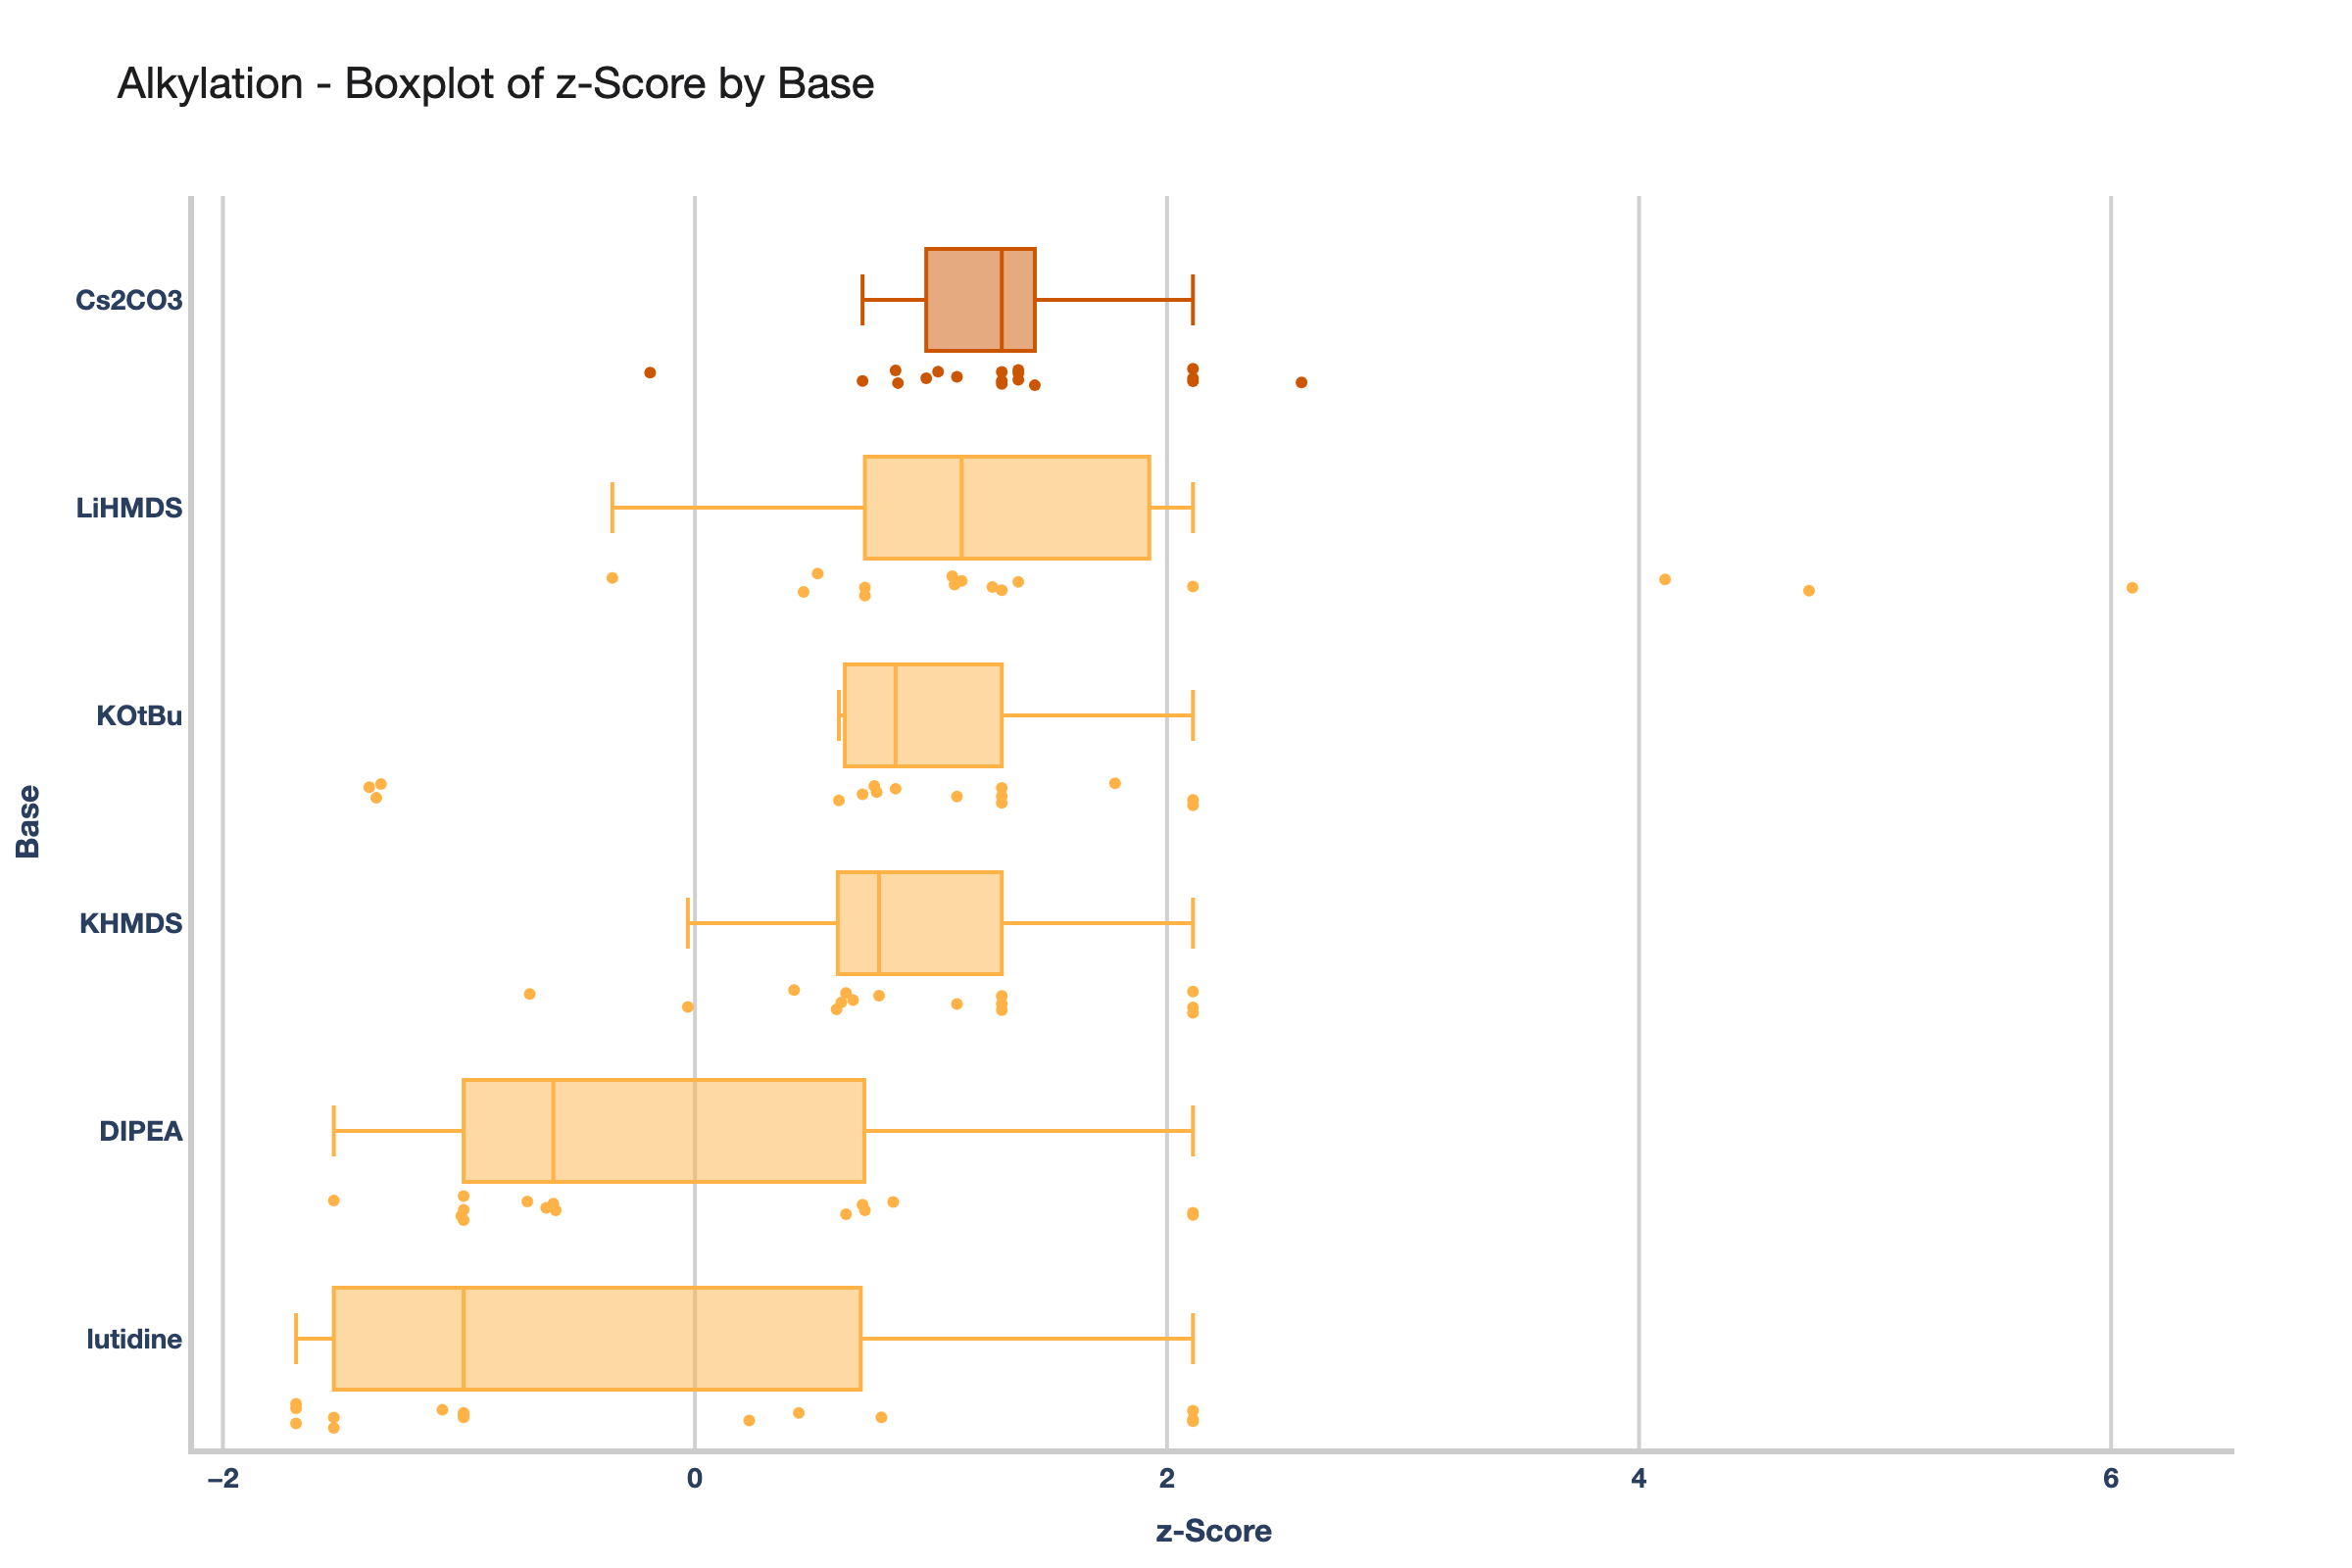 Alkylation - Boxplot of z-Score by Base
Cs2CO3
LiHMDS
KOtBu
KHMDS
DIPEA
lutidine
Base
−2 0 2 4 6
z-Score